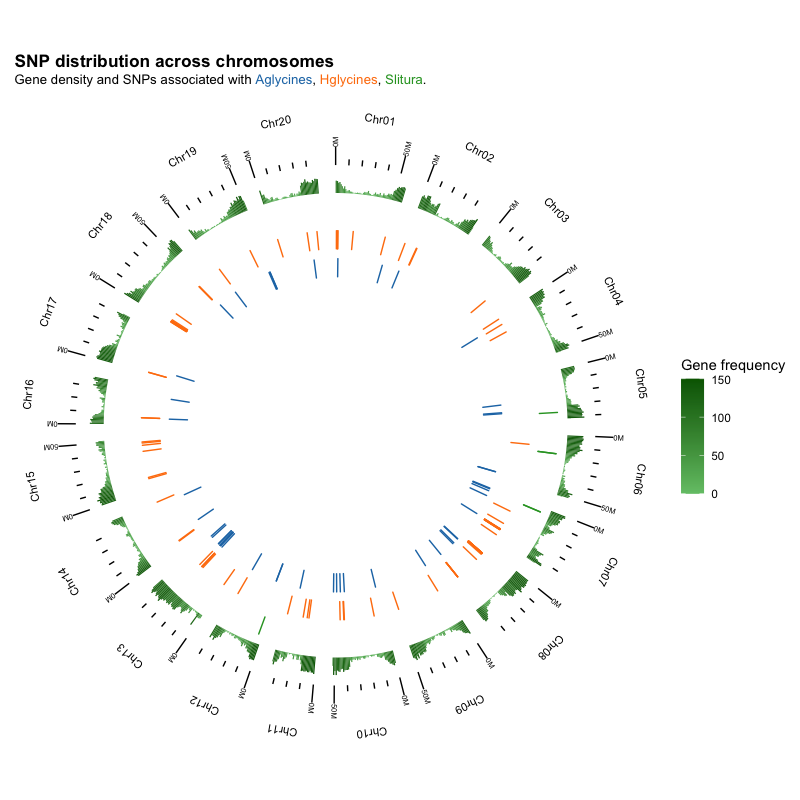 SNP distribution across chromosomes
Gene density and SNPs associated with Aglycines, Hglycines, Slitura.
Chr01
0M
50M
Chr02
0M
Chr03
0M
Chr04
0M
50M
Chr05
0M
Chr06
0M
50M
Chr07
0M
Chr08
0M
Chr09
0M
50M
Chr10
0M
50M
Chr11
0M
Chr12
0M
Chr13
0M
Chr14
0M
Chr15
0M
50M
Chr16
0M
Chr17
0M
Chr18
0M
50M
Chr19
0M
50M
Chr20
0M
Gene frequency
150
100
50
0